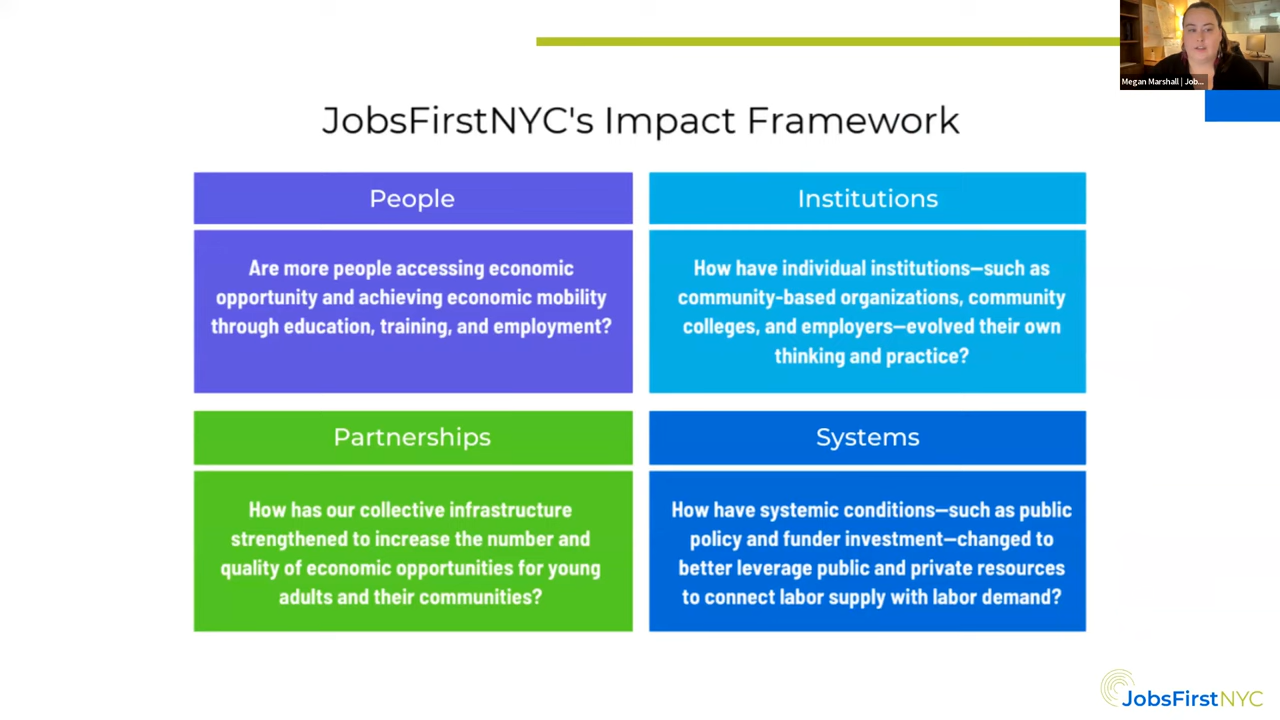 Megan Marshall | Job...
JobsFirstNYC's Impact Framework
People
Are more people accessing economic
opportunity and achieving economic mobility
through education, training, and employment?
Institutions
How have individual institutions—such as
community-based organizations, community
colleges, and employers—evolved their own
thinking and practice?
Partnerships
How has our collective infrastructure
strengthened to increase the number and
quality of economic opportunities for young
adults and their communities?
Systems
How have systemic conditions—such as public
policy and funder investment—changed to
better leverage public and private resources
to connect labor supply with labor demand?
JobsFirstNYC